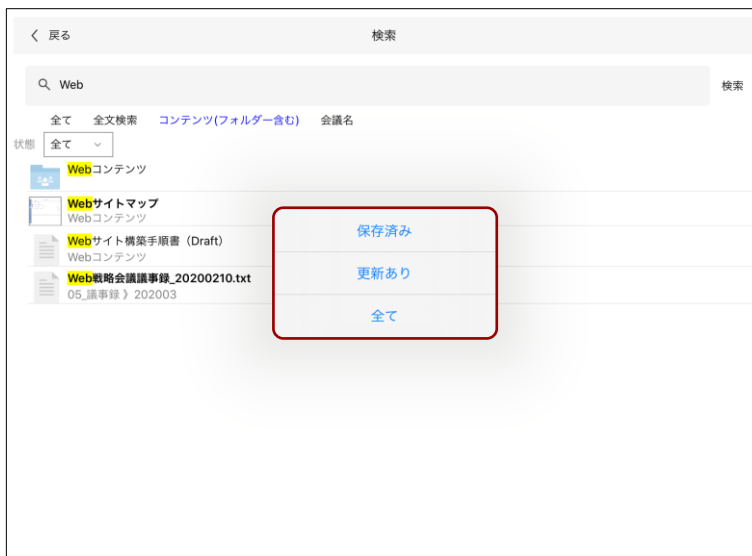 戻る 検索
Web 検索
全て 全文検索 コンテンツ(フォルダー含む) 会議名
状態 全て
Webコンテンツ
Webサイトマップ
Webコンテンツ
Webサイト構築手順書（Draft）
Webコンテンツ
Web戦略会議議事録_20200210.txt
05_議事録 》202003
保存済み
更新あり
全て